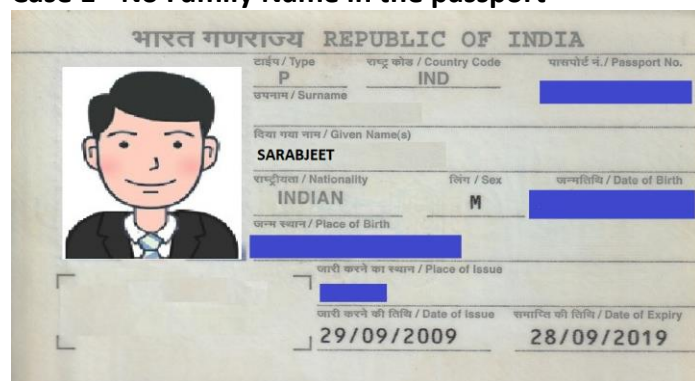 Case 1 - No Family Name in the passport
भारत गणराज्य REPUBLIC OF INDIA
टाईप / Type राष्ट्र कोड / Country Code पासपोर्ट नं. / Passport No.
P IND
उपनाम / Surname
दिया गया नाम / Given Name(s)
SARABJEET
राष्ट्रीयता / Nationality लिंग / Sex जन्मतिथि / Date of Birth
INDIAN M
जन्म स्थान / Place of Birth
जारी करने का स्थान / Place of Issue
जारी करने की तिथि / Date of Issue समाप्ति की तिथि / Date of Expiry
29/09/2009 28/09/2019